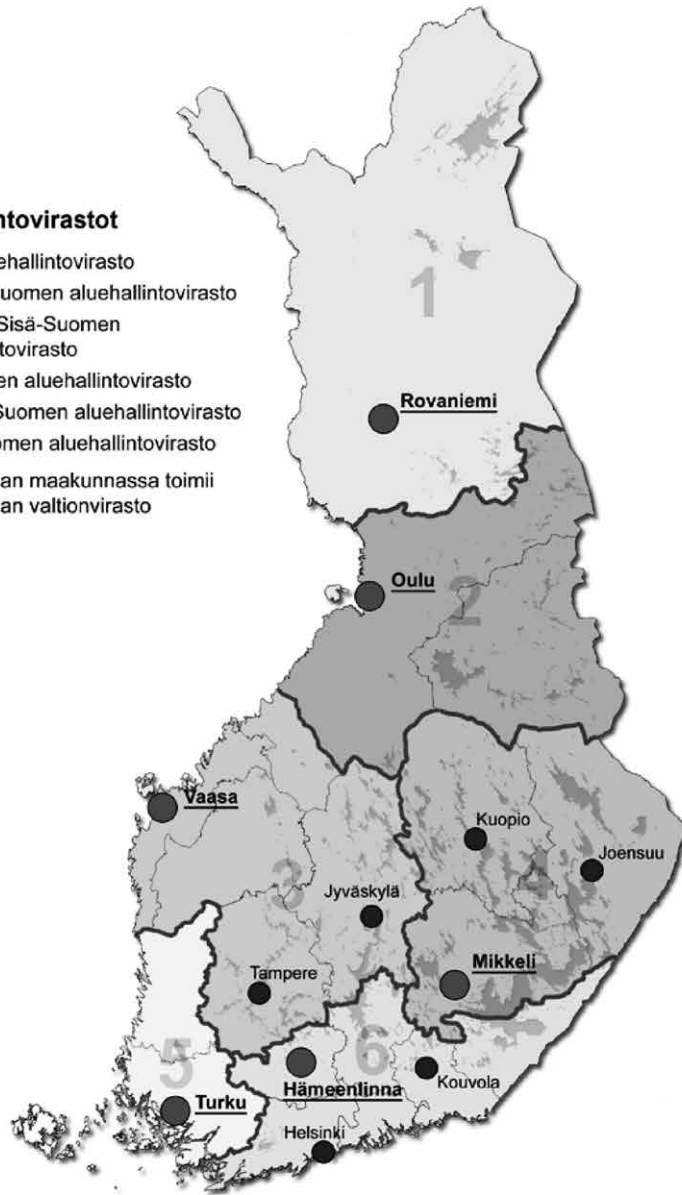 ntovirastot
ehallintovirasto
uomen aluehallintovirasto
Sisä-Suomen
tovirasto
en aluehallintovirasto
Suomen aluehallintovirasto
omen aluehallintovirasto
an maakunnassa toimii
an valtionvirasto
1
Rovaniemi
Oulu
2
Vaasa
Kuopio
Joensuu
3
4
Jyväskylä
Tampere
Mikkeli
5
6
Hämeenlinna
Kouvola
Turku
Helsinki